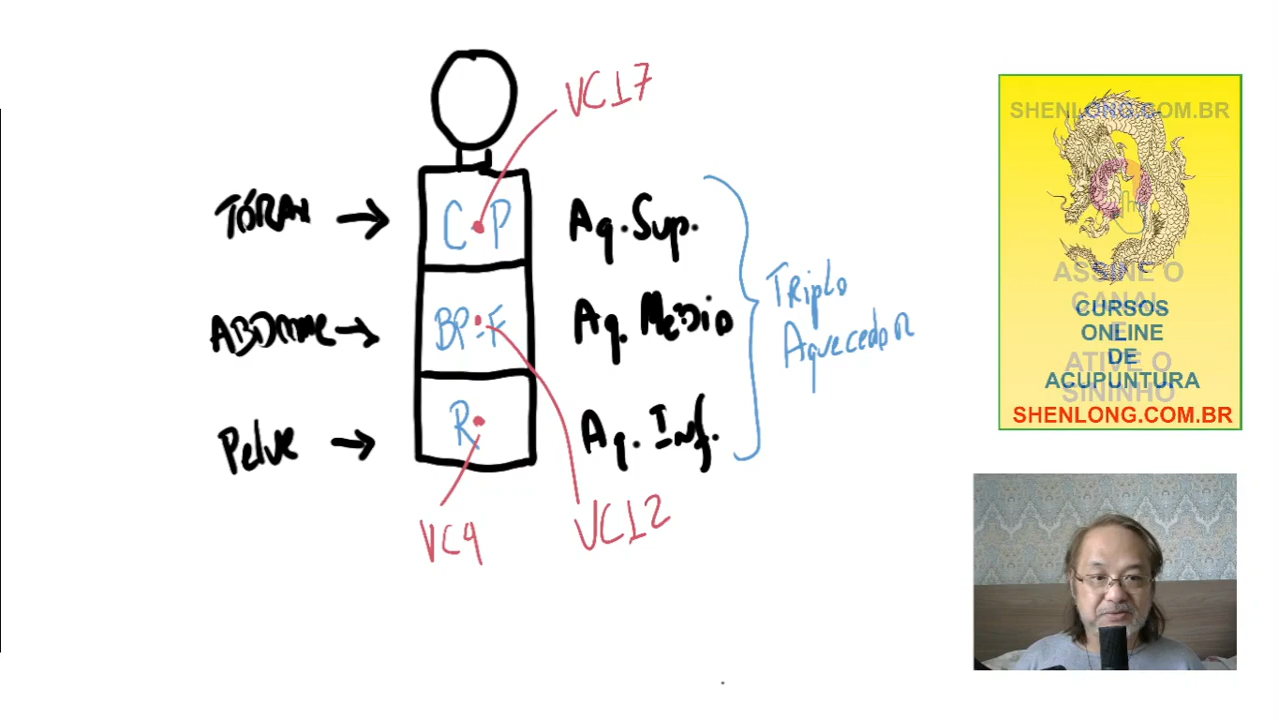 VC17
TÓRAX → C · P Aq. Sup.
ABDOME → BP · F Aq. Médio
Pelve → R Aq. Inf.
Triplo
Aquecedor
VC4
VC12
SHENLONG.COM.BR
ASSINE O
CANAL
E
ATIVE O
SININHO
CURSOS
ONLINE
DE
ACUPUNTURA
SHENLONG.COM.BR